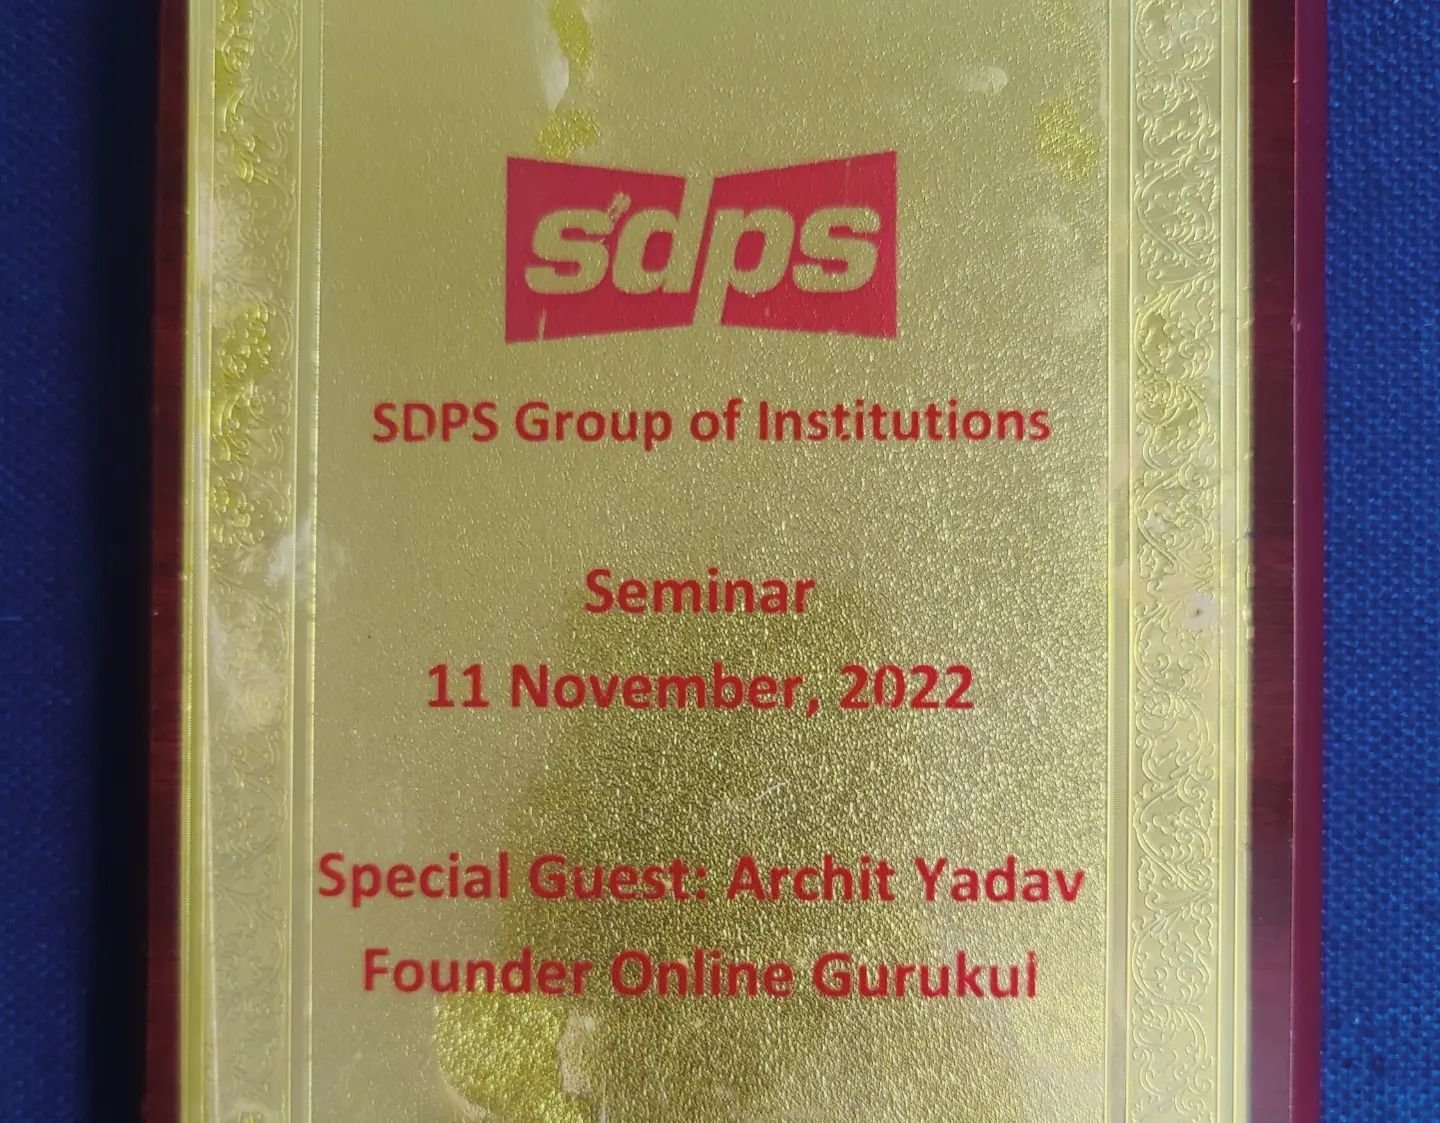 sdps
SDPS Group of Institutions
Seminar
11 November, 2022
Special Guest: Archit Yadav
Founder Online Gurukul